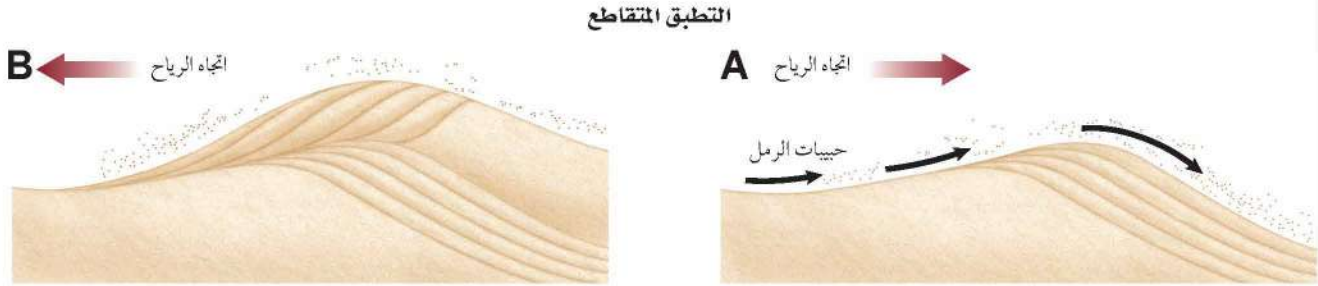 التطبق المتقاطع
A
اتجاه الرياح
حبيبات الرمل
B
اتجاه الرياح